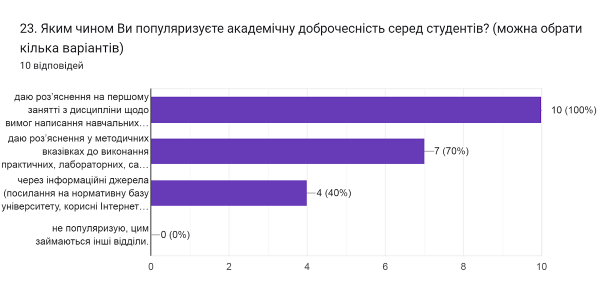 23. Яким чином Ви популяризуєте академічну доброчесність серед студентів? (можна обрати
кілька варіантів)
10 відповідей
даю роз’яснення на першому
занятті з дисципліни щодо
вимог написання навчальних…
10 (100%)
даю роз’яснення у методичних
вказівках до виконання
практичних, лабораторних, са…
7 (70%)
через інформаційні джерела
(посилання на нормативну базу
університету, корисні Інтернет…
4 (40%)
не популяризую, цим
займаються інші відділи.
0 (0%)
0 2 4 6 8 10